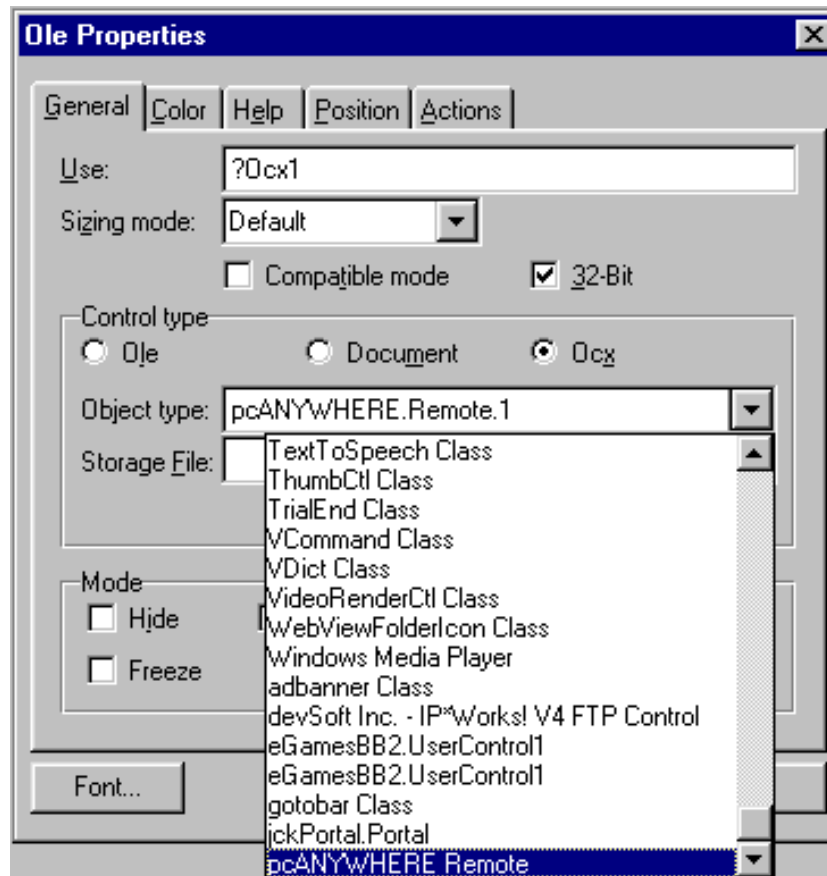 Ole Properties
General Color Help Position Actions
Use: ?Ocx1
Sizing mode: Default
Compatible mode 32-Bit
Control type
Ole Document Ocx
Object type: pcANYWHERE.Remote.1
Storage File:
TextToSpeech Class
ThumbCtl Class
TrialEnd Class
VCommand Class
VDict Class
VideoRenderCtl Class
WebViewFolderIcon Class
Windows Media Player
adbanner Class
devSoft Inc. - IP*Works! V4 FTP Control
eGamesBB2.UserControl1
eGamesBB2.UserControl1
gotobar Class
jckPortal.Portal
pcANYWHERE Remote
Mode
Hide
Freeze
Font...